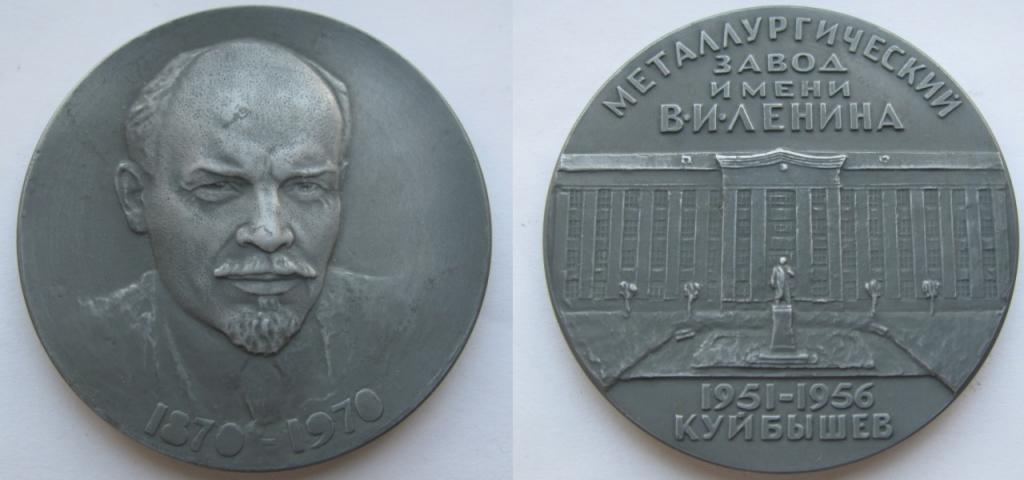 1870-1970
МЕТАЛЛУРГИЧЕСКИЙ
ЗАВОД
ИМЕНИ
В·И·ЛЕНИНА
1951-1956
КУЙБЫШЕВ